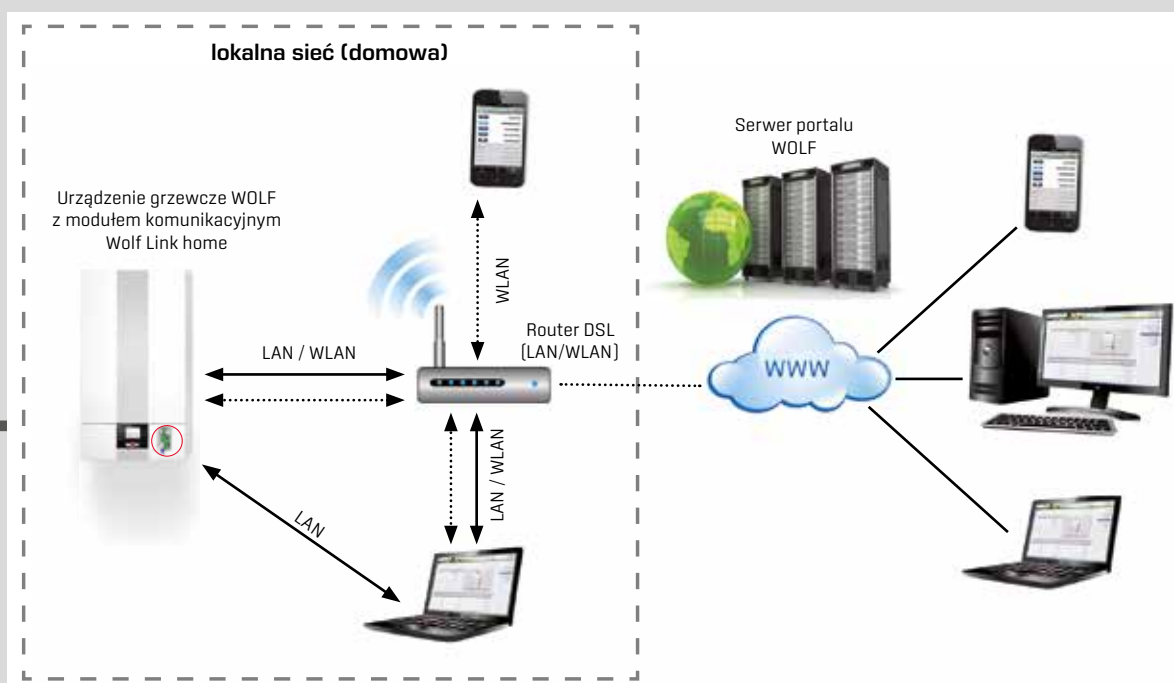 lokalna sieć (domowa)
Serwer portalu
WOLF
Urządzenie grzewcze WOLF
z modułem komunikacyjnym
Wolf Link home
WLAN
Router DSL
(LAN/WLAN)
LAN / WLAN
WWW
LAN / WLAN
LAN